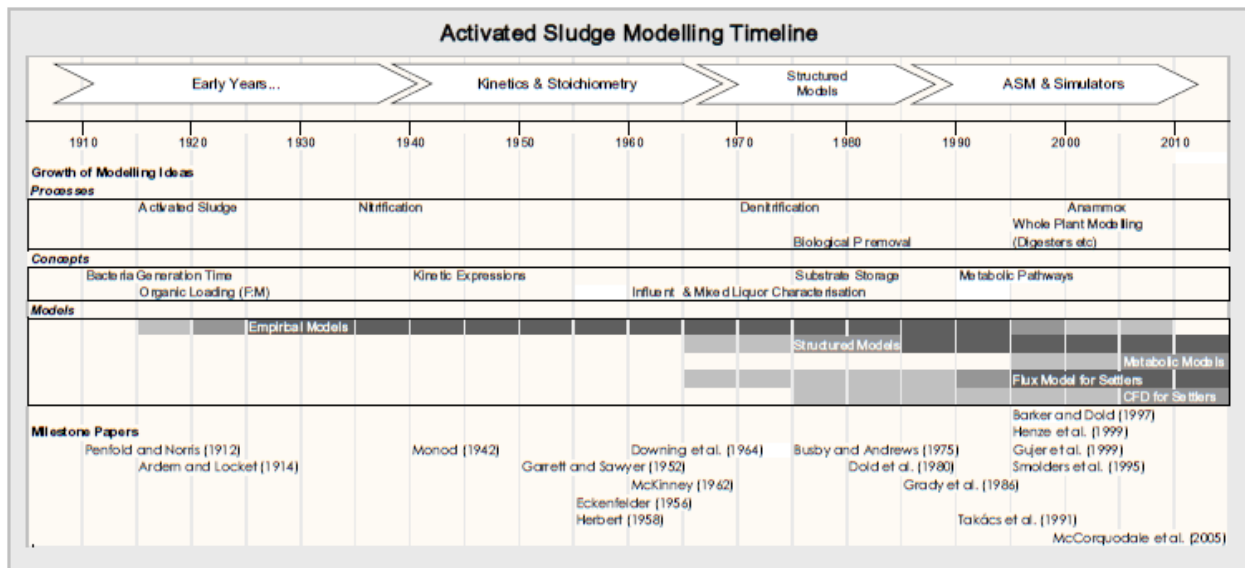 Activated Sludge Modelling Timeline
Early Years...
Kinetics & Stoichiometry
Structured
Models
ASM & Simulators
1910 1920 1930 1940 1950 1960 1970 1980 1990 2000 2010
Growth of Modelling Ideas
Processes
Activated Sludge Nitrification Denitrification Anammox
Whole Plant Modelling
Biological P removal (Digesters etc)
Concepts
Bacteria Generation Time Kinetic Expressions Substrate Storage Metabolic Pathways
Organic Loading (F:M) Influent & Mixed Liquor Characterisation
Models
Empirical Models
Structured Models
Metabolic Models
Flux Model for Settlers
CFD for Settlers
Barker and Dold (1997)
Milestone Papers Henze et al. (1999)
Penfold and Norris (1912) Monod (1942) Downing et al. (1964) Busby and Andrews (1975) Gujer et al. (1999)
Ardern and Locket (1914) Garrett and Sawyer (1952) Dold et al. (1980) Smolders et al. (1995)
McKinney (1962) Grady et al. (1986)
Eckenfelder (1956)
Herbert (1958) Takács et al. (1991)
McCorquodale et al. (2005)